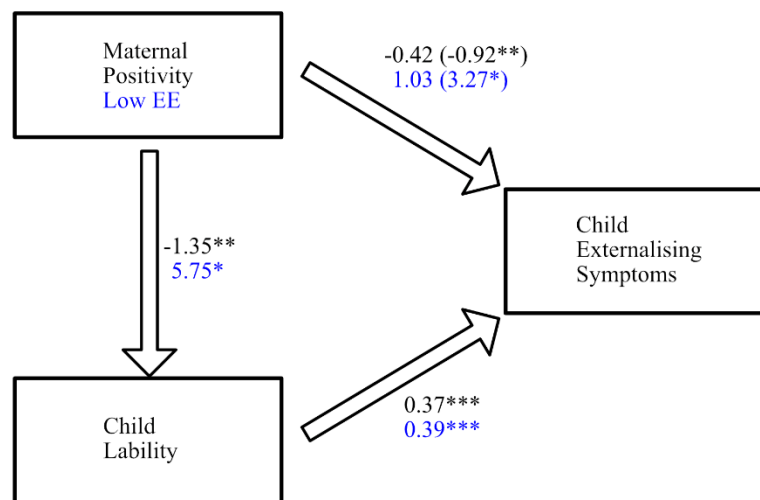 Maternal
Positivity
Low EE
-0.42 (-0.92**)
1.03 (3.27*)
-1.35**
5.75*
Child
Externalising
Symptoms
0.37***
0.39***
Child
Lability